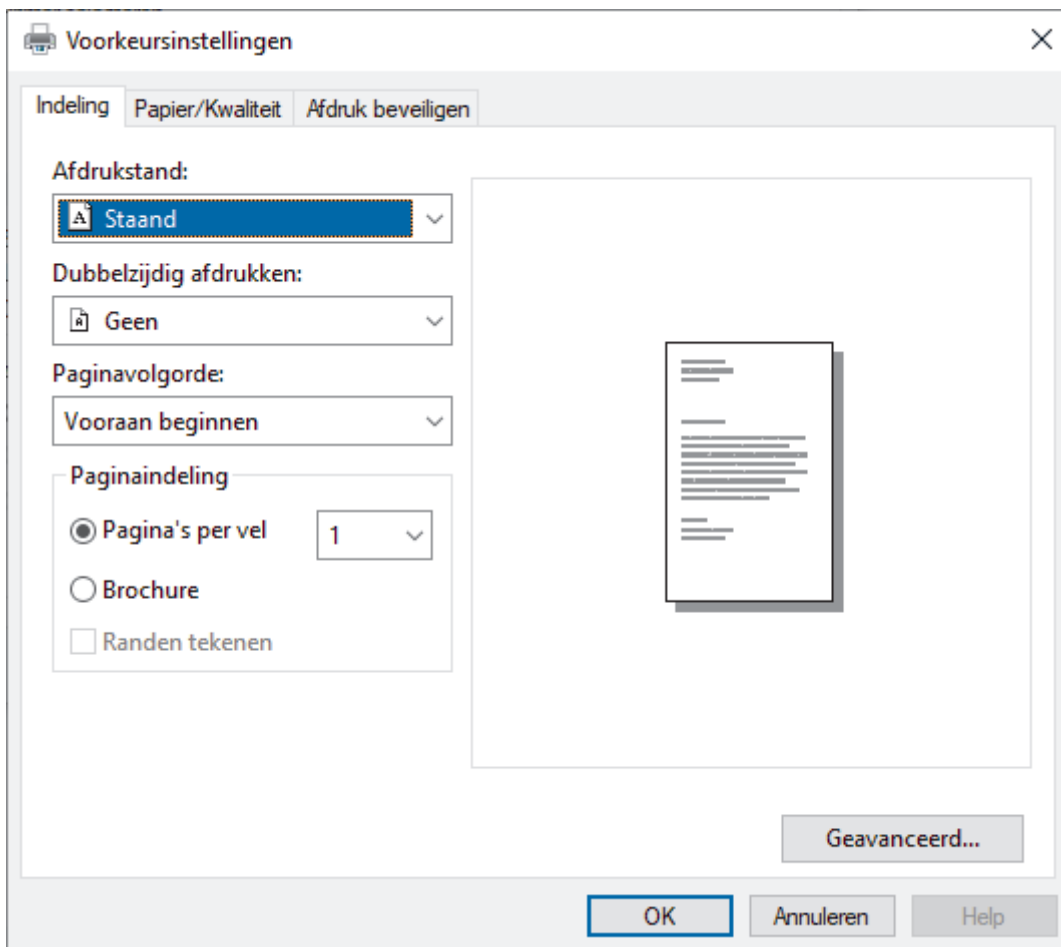 Voorkeursinstellingen
Indeling Papier/Kwaliteit Afdruk beveiligen
Afdrukstand:
A Staand
Dubbelzijdig afdrukken:
A Geen
Paginavolgorde:
Vooraan beginnen
Paginaindeling
Pagina's per vel 1
Brochure
Randen tekenen
Geavanceerd...
OK Annuleren Help